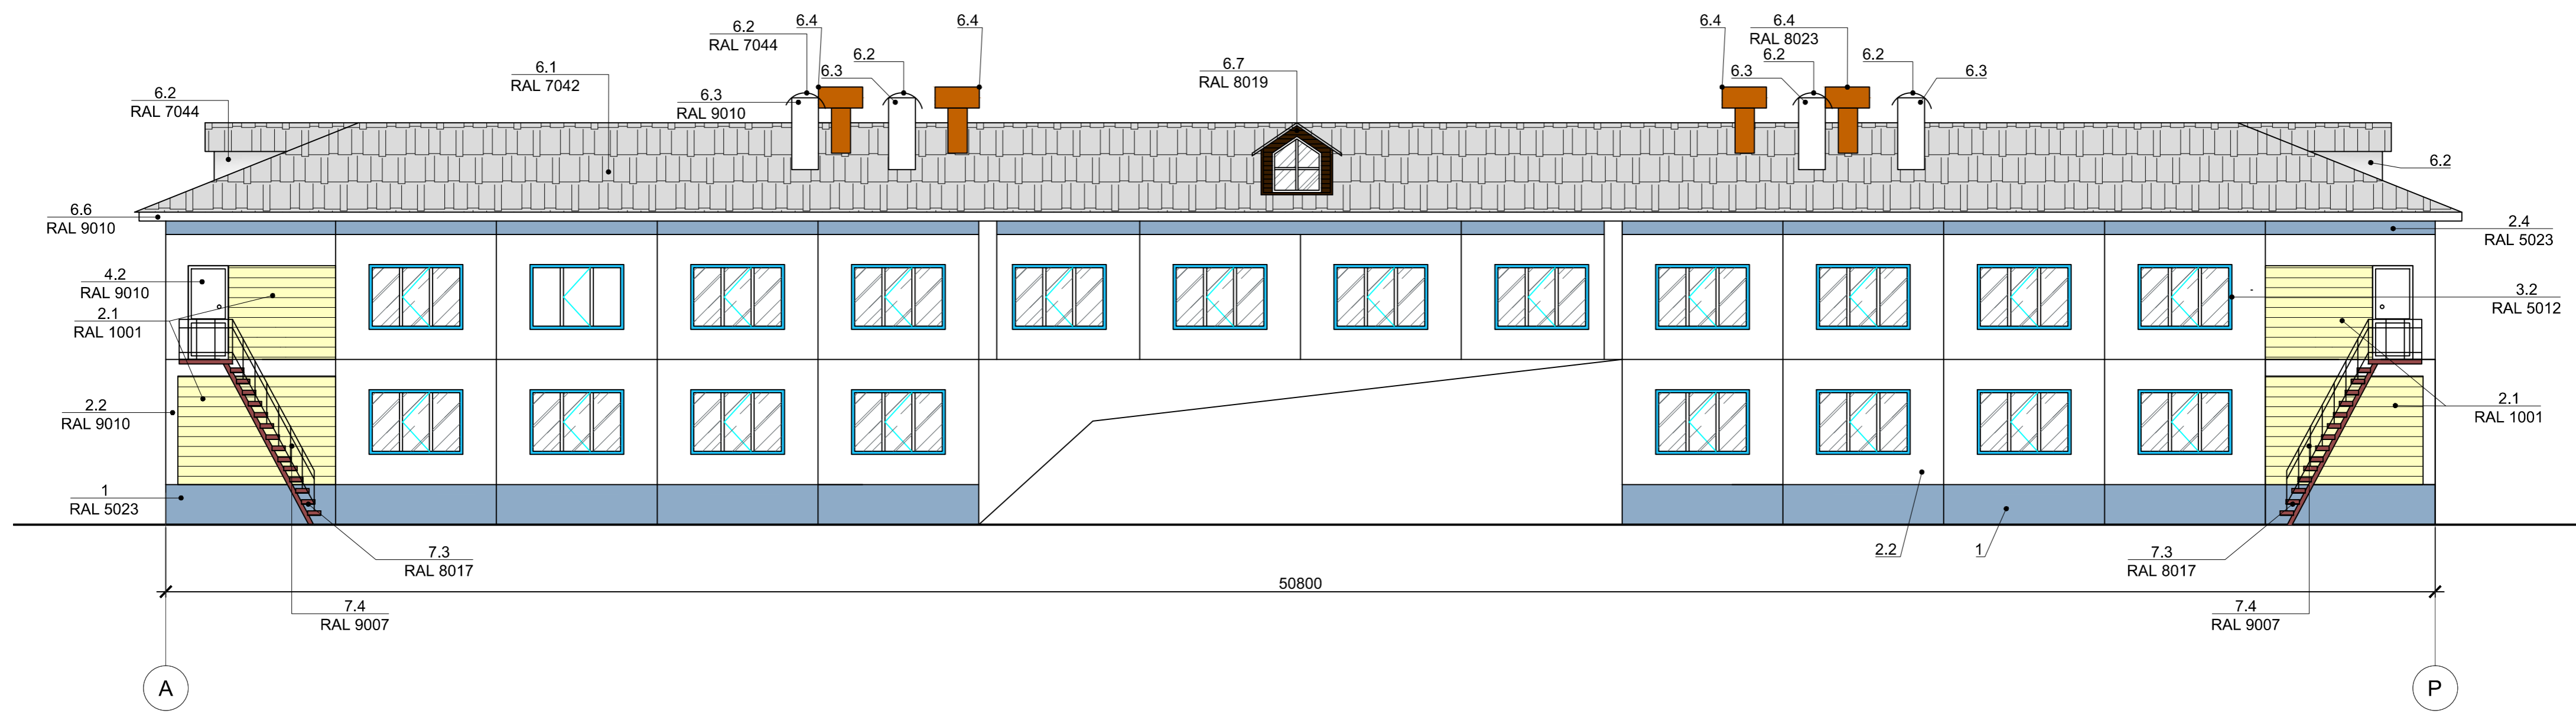 6.4
6.4
6.4
6.4
RAL 8023
6.2
RAL 7044
6.2
6.2
6.2
6.1
RAL 7042
6.3
6.7
RAL 8019
6.3
6.3
6.2
RAL 7044
6.3
RAL 9010
6.2
6.6
RAL 9010
2.4
RAL 5023
4.2
RAL 9010
3.2
RAL 5012
2.1
RAL 1001
2.2
RAL 9010
2.1
RAL 1001
1
RAL 5023
7.3
RAL 8017
2.2
1
7.3
RAL 8017
50800
7.4
RAL 9007
7.4
RAL 9007
А
Р